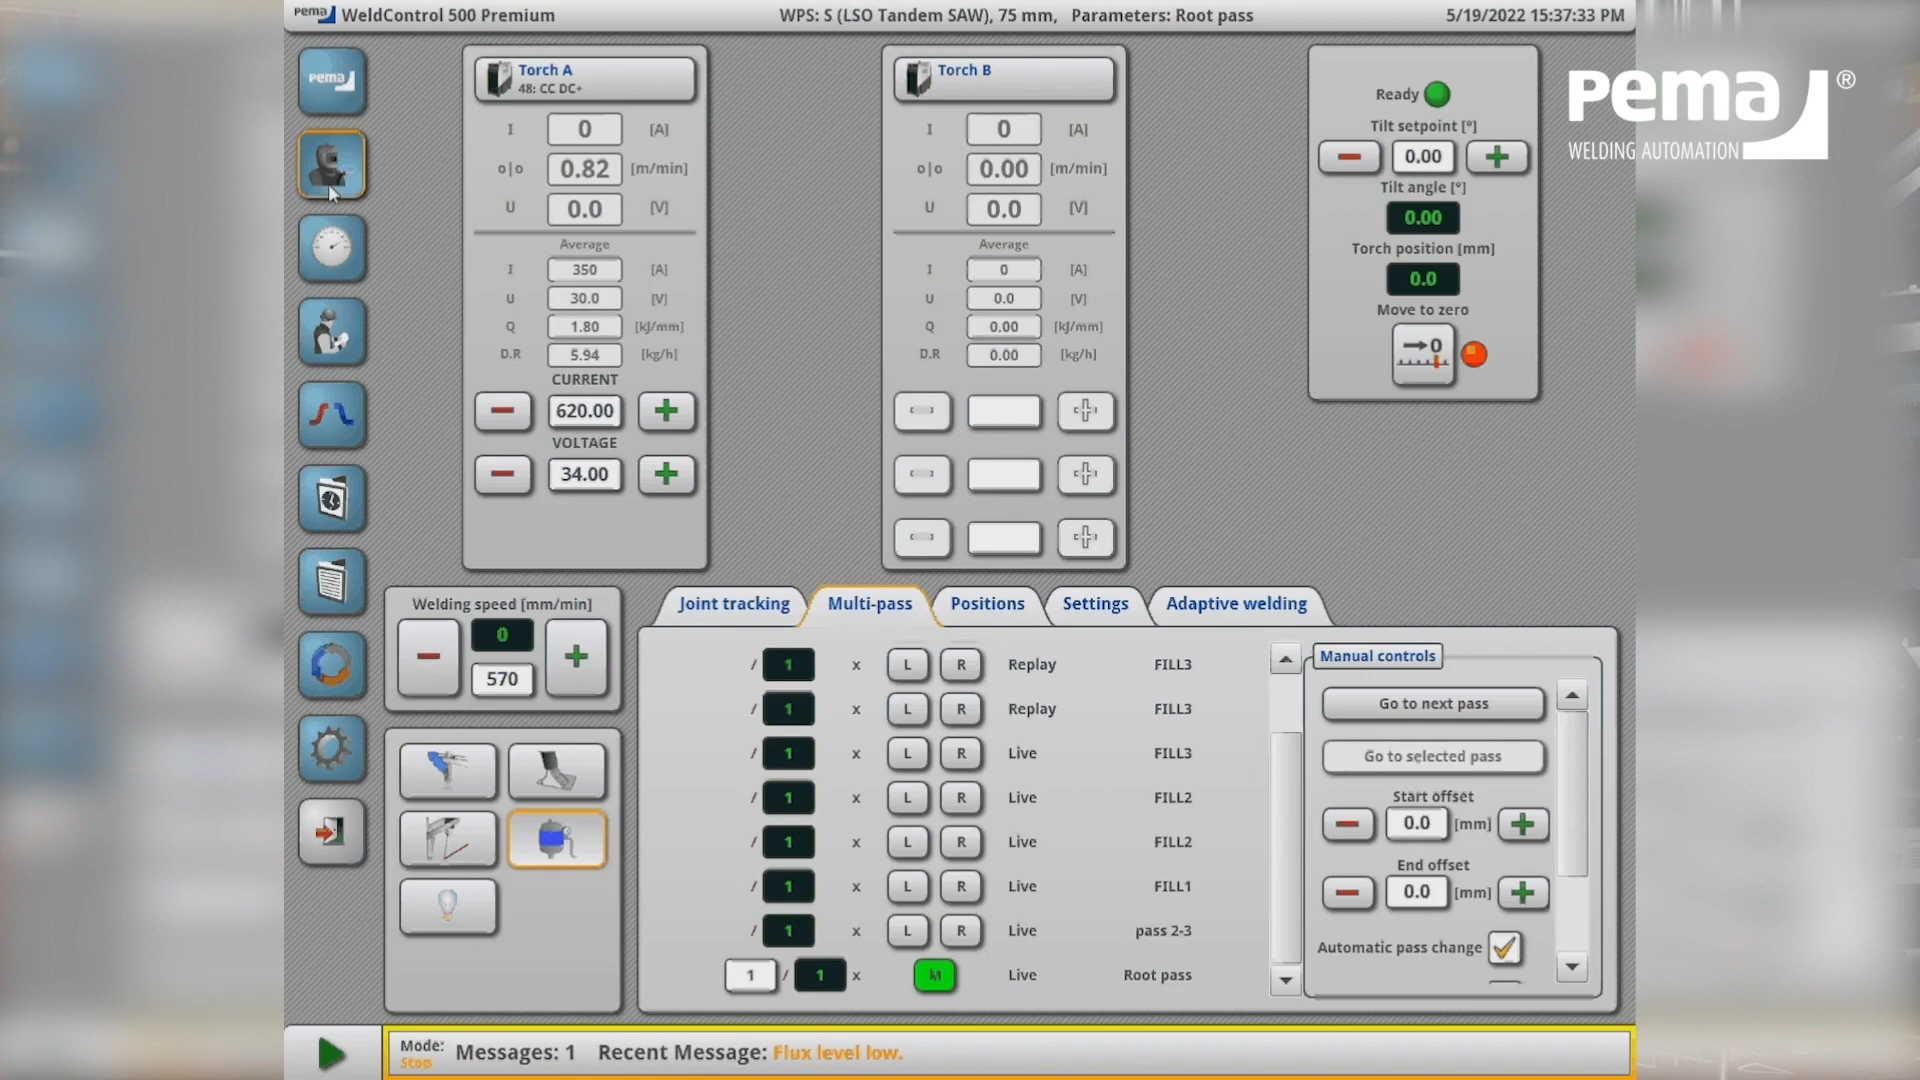 pema WeldControl 500 Premium
WPS: S (LSO Tandem SAW), 75 mm, Parameters: Root pass
5/19/2022 15:37:33 PM
pema
pema ®
WELDING AUTOMATION
Torch A
48: CC DC+
I 0 [A]
o|o 0.82 [m/min]
U 0.0 [V]
Average
I 350 [A]
U 30.0 [V]
Q 1.80 [kJ/mm]
D.R 5.94 [kg/h]
CURRENT
620.00
VOLTAGE
34.00
Torch B
I 0 [A]
o|o 0.00 [m/min]
U 0.0 [V]
Average
I 0 [A]
U 0.0 [V]
Q 0.00 [kJ/mm]
D.R 0.00 [kg/h]
Ready
Tilt setpoint [°]
0.00
Tilt angle [°]
0.00
Torch position [mm]
0.0
Move to zero
→0
Welding speed [mm/min]
0
570
Joint tracking Multi-pass Positions Settings Adaptive welding
/ 1 x L R Replay FILL3
/ 1 x L R Replay FILL3
/ 1 x L R Live FILL3
/ 1 x L R Live FILL2
/ 1 x L R Live FILL2
/ 1 x L R Live FILL1
/ 1 x L R Live pass 2-3
1 / 1 x M Live Root pass
Manual controls
Go to next pass
Go to selected pass
Start offset
0.0 [mm]
End offset
0.0 [mm]
Automatic pass change
Mode:
Stop
Messages: 1 Recent Message: Flux level low.